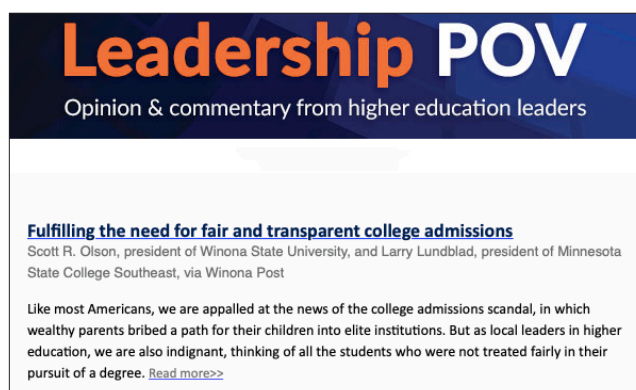 Leadership POV
Opinion & commentary from higher education leaders
Fulfilling the need for fair and transparent college admissions
Scott R. Olson, president of Winona State University, and Larry Lundblad, president of Minnesota
State College Southeast, via Winona Post
Like most Americans, we are appalled at the news of the college admissions scandal, in which
wealthy parents bribed a path for their children into elite institutions. But as local leaders in higher
education, we are also indignant, thinking of all the students who were not treated fairly in their
pursuit of a degree. Read more>>